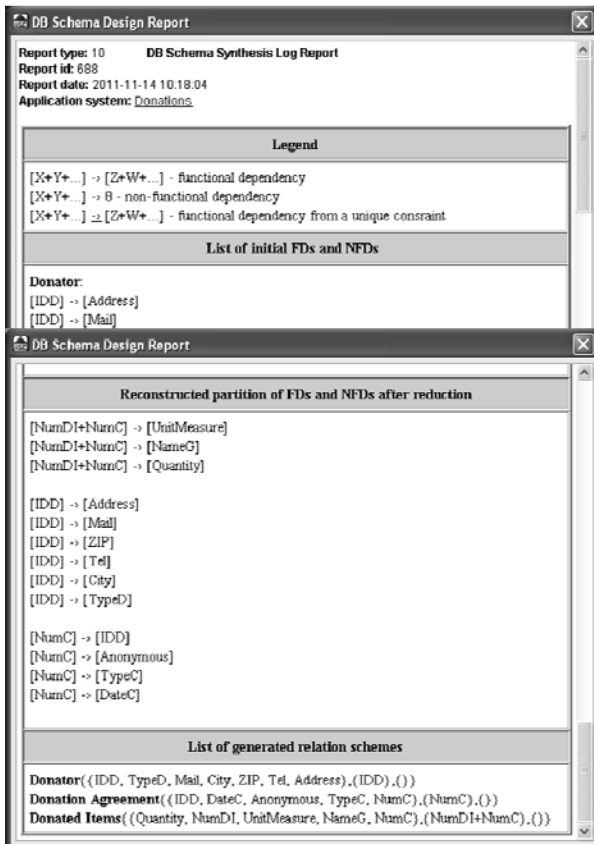 DB Schema Design Report
Report type: 10 DB Schema Synthesis Log Report
Report id: 688
Report date: 2011-11-14 10:18:04
Application system: Donations
Legend
[X+Y+...] -> [Z+W+...] - functional dependency
[X+Y+...] -> θ - non-functional dependency
[X+Y+...] -> [Z+W+...] - functional dependency from a unique consraint
List of initial FDs and NFDs
Donator:
[IDD] -> [Address]
[IDD] -> [Mail]
DB Schema Design Report
Reconstructed partition of FDs and NFDs after reduction
[NumDI+NumC] -> [UnitMeasure]
[NumDI+NumC] -> [NameG]
[NumDI+NumC] -> [Quantity]
[IDD] -> [Address]
[IDD] -> [Mail]
[IDD] -> [ZIP]
[IDD] -> [Tel]
[IDD] -> [City]
[IDD] -> [TypeD]
[NumC] -> [IDD]
[NumC] -> [Anonymous]
[NumC] -> [TypeC]
[NumC] -> [DateC]
List of generated relation schemes
Donator({IDD, TypeD, Mail, City, ZIP, Tel, Address},{IDD},{})
Donation Agreement({IDD, DateC, Anonymous, TypeC, NumC},{NumC},{})
Donated Items({Quantity, NumDI, UnitMeasure, NameG, NumC},{NumDI+NumC},{})